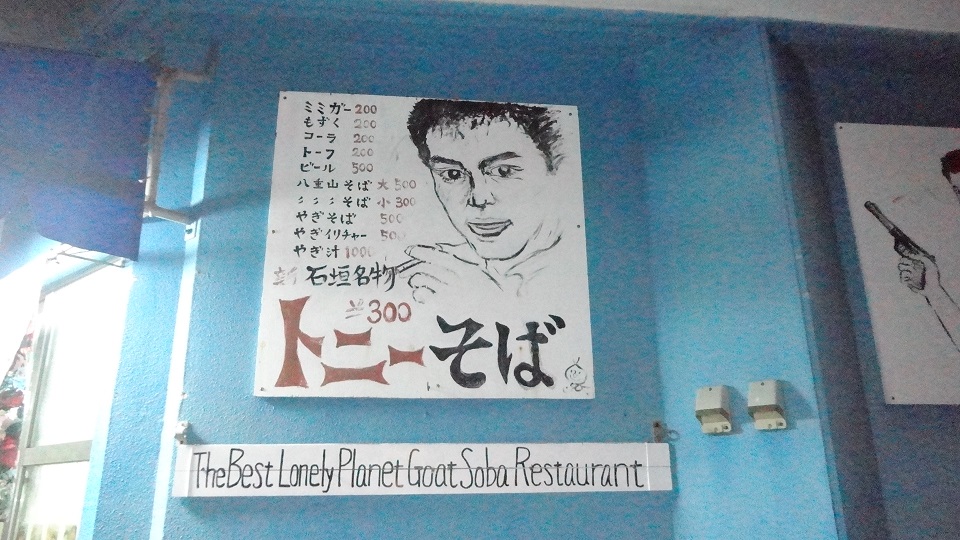 ミミガー 200
もずく 200
コーラ 200
トーフ 200
ビール 500
八重山そば 大 500
〃 〃 〃 そば 小 300
やぎそば 500
やぎイリチャー 500
やぎ汁 1000
新 石垣名物
¥300
トニーそば
The Best Lonely Planet Goat Soba Restaurant